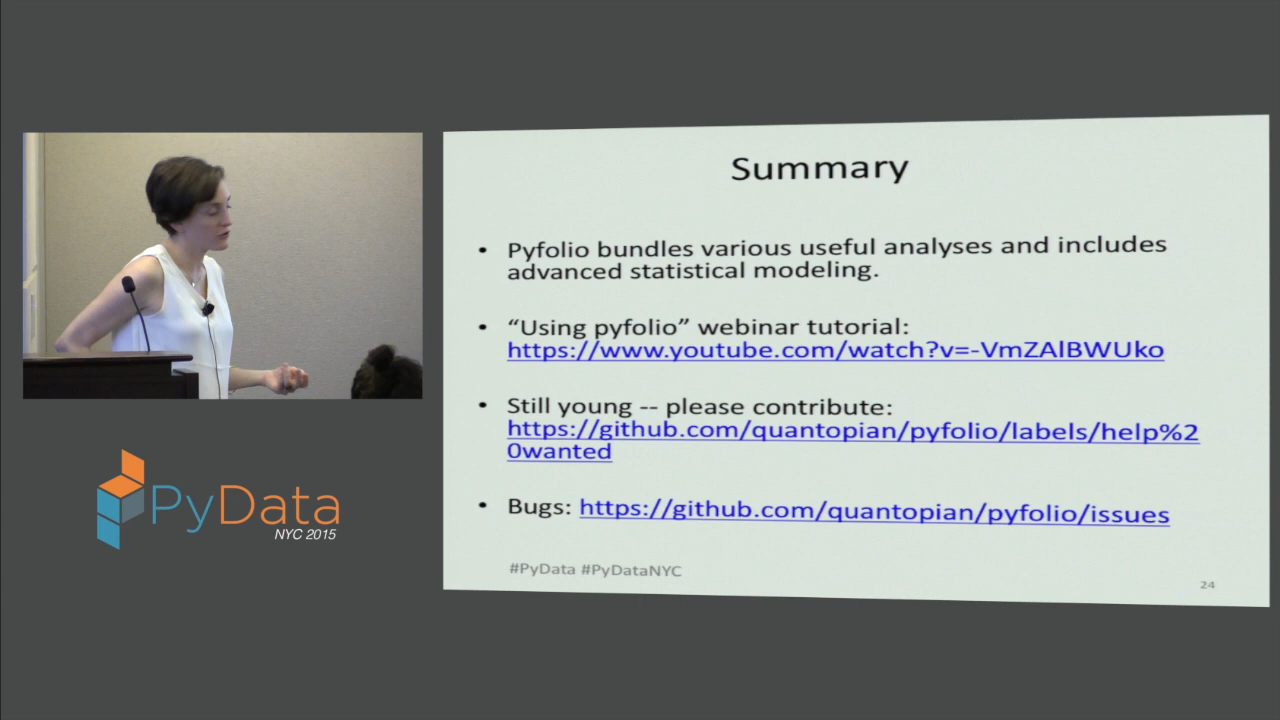 Summary
• Pyfolio bundles various useful analyses and includes
advanced statistical modeling.
• “Using pyfolio” webinar tutorial:
https://www.youtube.com/watch?v=-VmZAlBWUko
• Still young -- please contribute:
https://github.com/quantopian/pyfolio/labels/help%2
0wanted
• Bugs: https://github.com/quantopian/pyfolio/issues
#PyData #PyDataNYC
24
PyData
NYC 2015